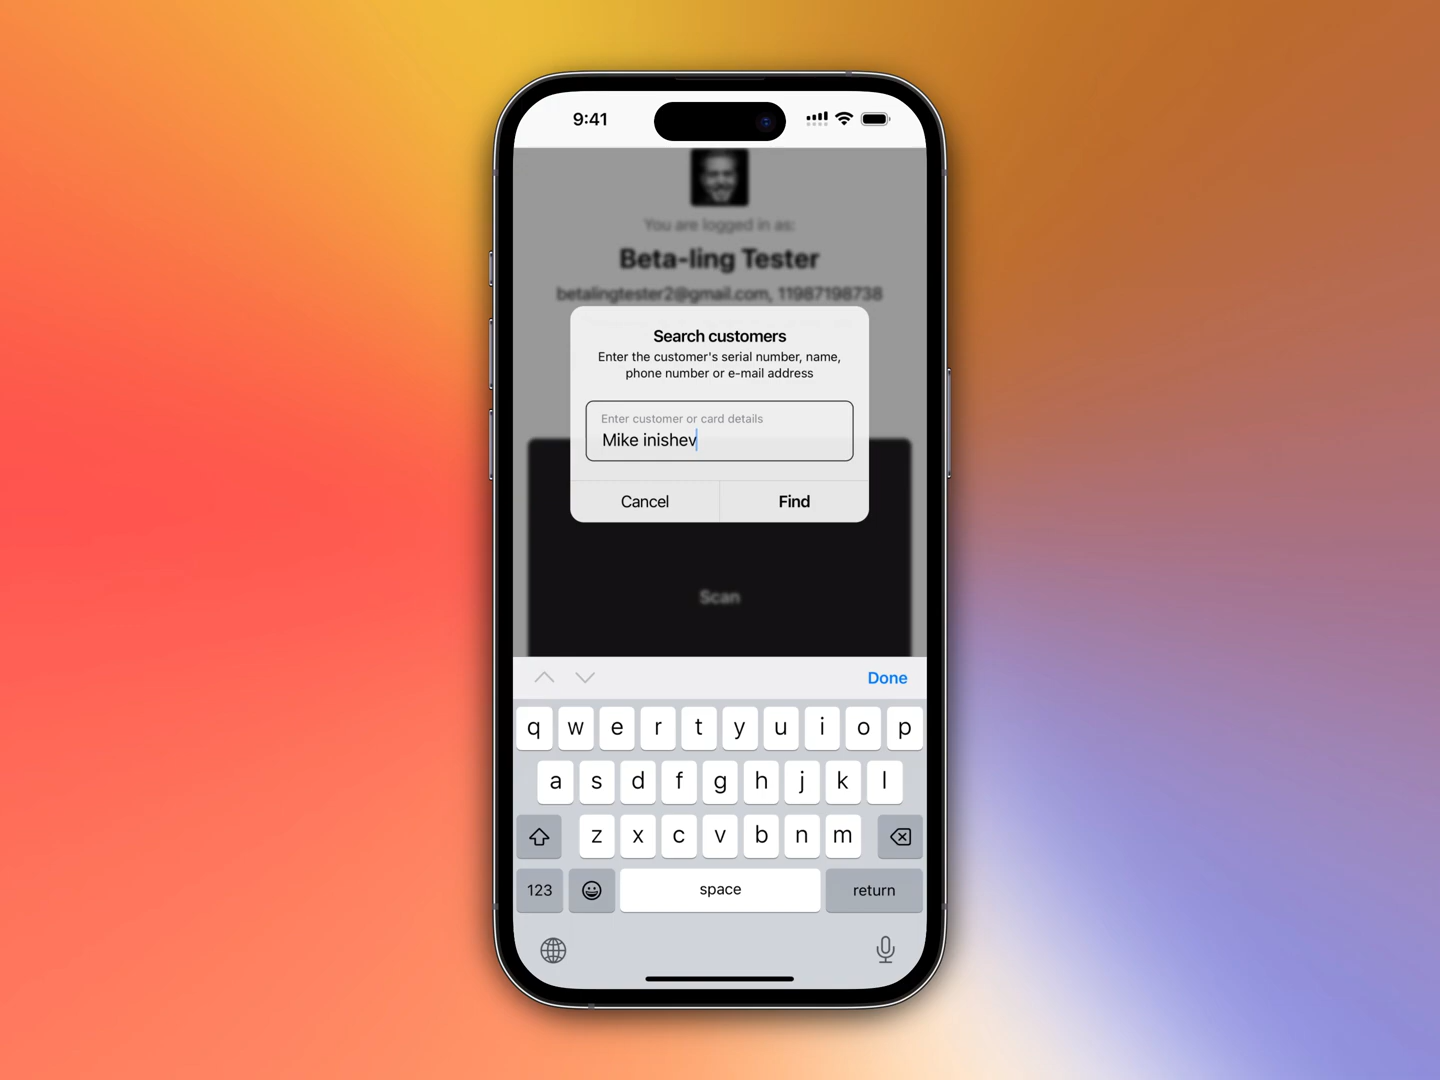 9:41
You are logged in as:
Beta-ling Tester
betalingtester2@gmail.com, 11987198738
Search customers
Enter the customer's serial number, name,
phone number or e-mail address
Enter customer or card details
Mike inishev
Cancel Find
Scan
Done
q w e r t y u i o p
a s d f g h j k l
z x c v b n m
123 space return